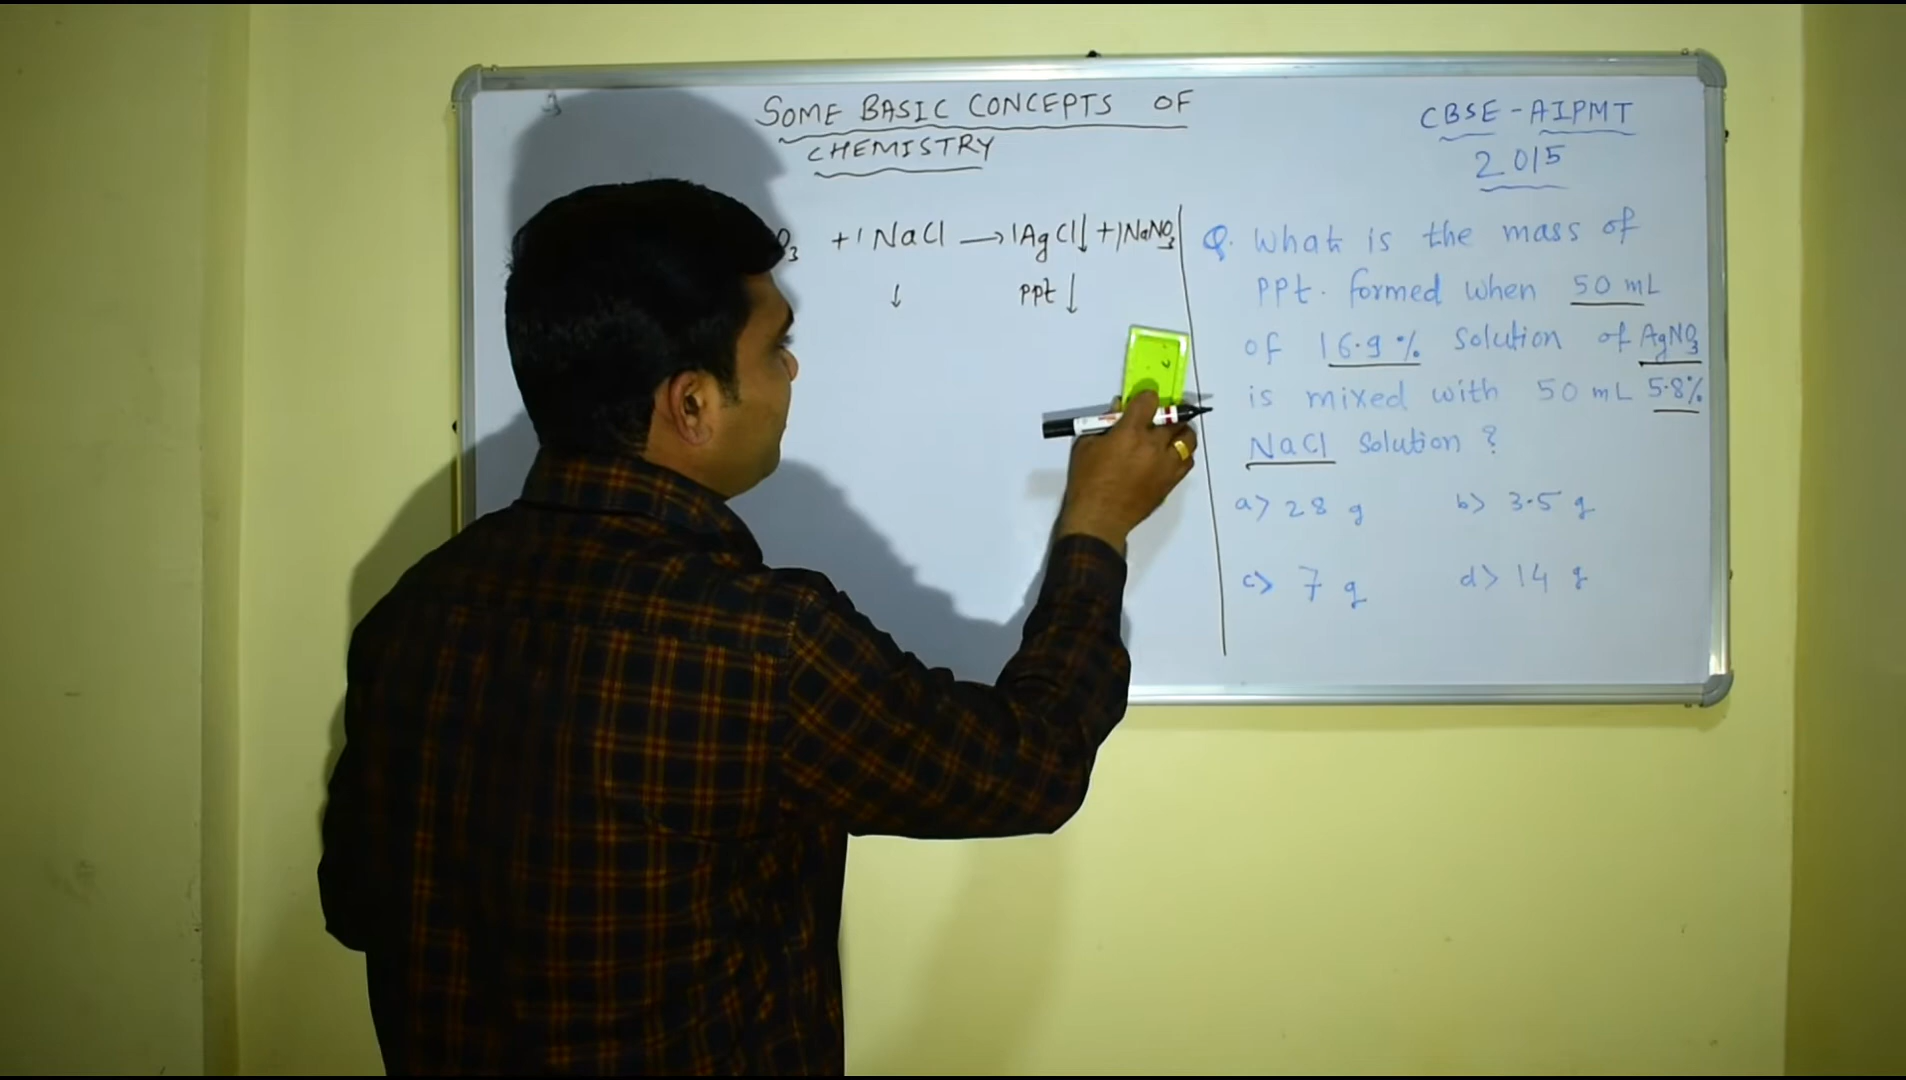 SOME BASIC CONCEPTS OF
CHEMISTRY
O3 + 1 NaCl → 1AgCl↓ + 1NaNO3
↓ ppt ↓
CBSE - AIPMT
2015
Q. What is the mass of
PPt. formed when 50 mL
of 16.9 % solution of AgNO3
is mixed with 50 mL 5.8%
NaCl solution ?
a> 28 g b> 3.5 g
c> 7 g d> 14 g